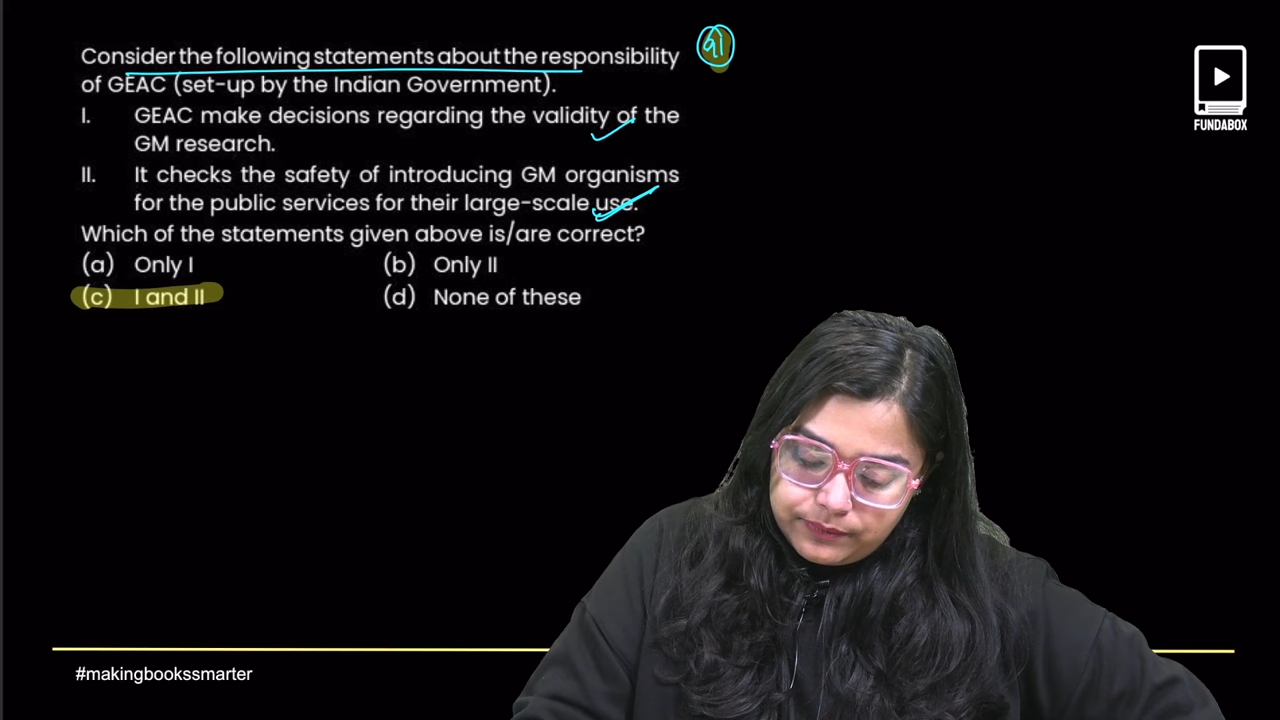 Consider the following statements about the responsibility
of GEAC (set-up by the Indian Government).
I. GEAC make decisions regarding the validity of the
GM research.
II. It checks the safety of introducing GM organisms
for the public services for their large-scale use.
Which of the statements given above is/are correct?
(a) Only I (b) Only II
(c) I and II (d) None of these
FUNDABOX
#makingbookssmarter